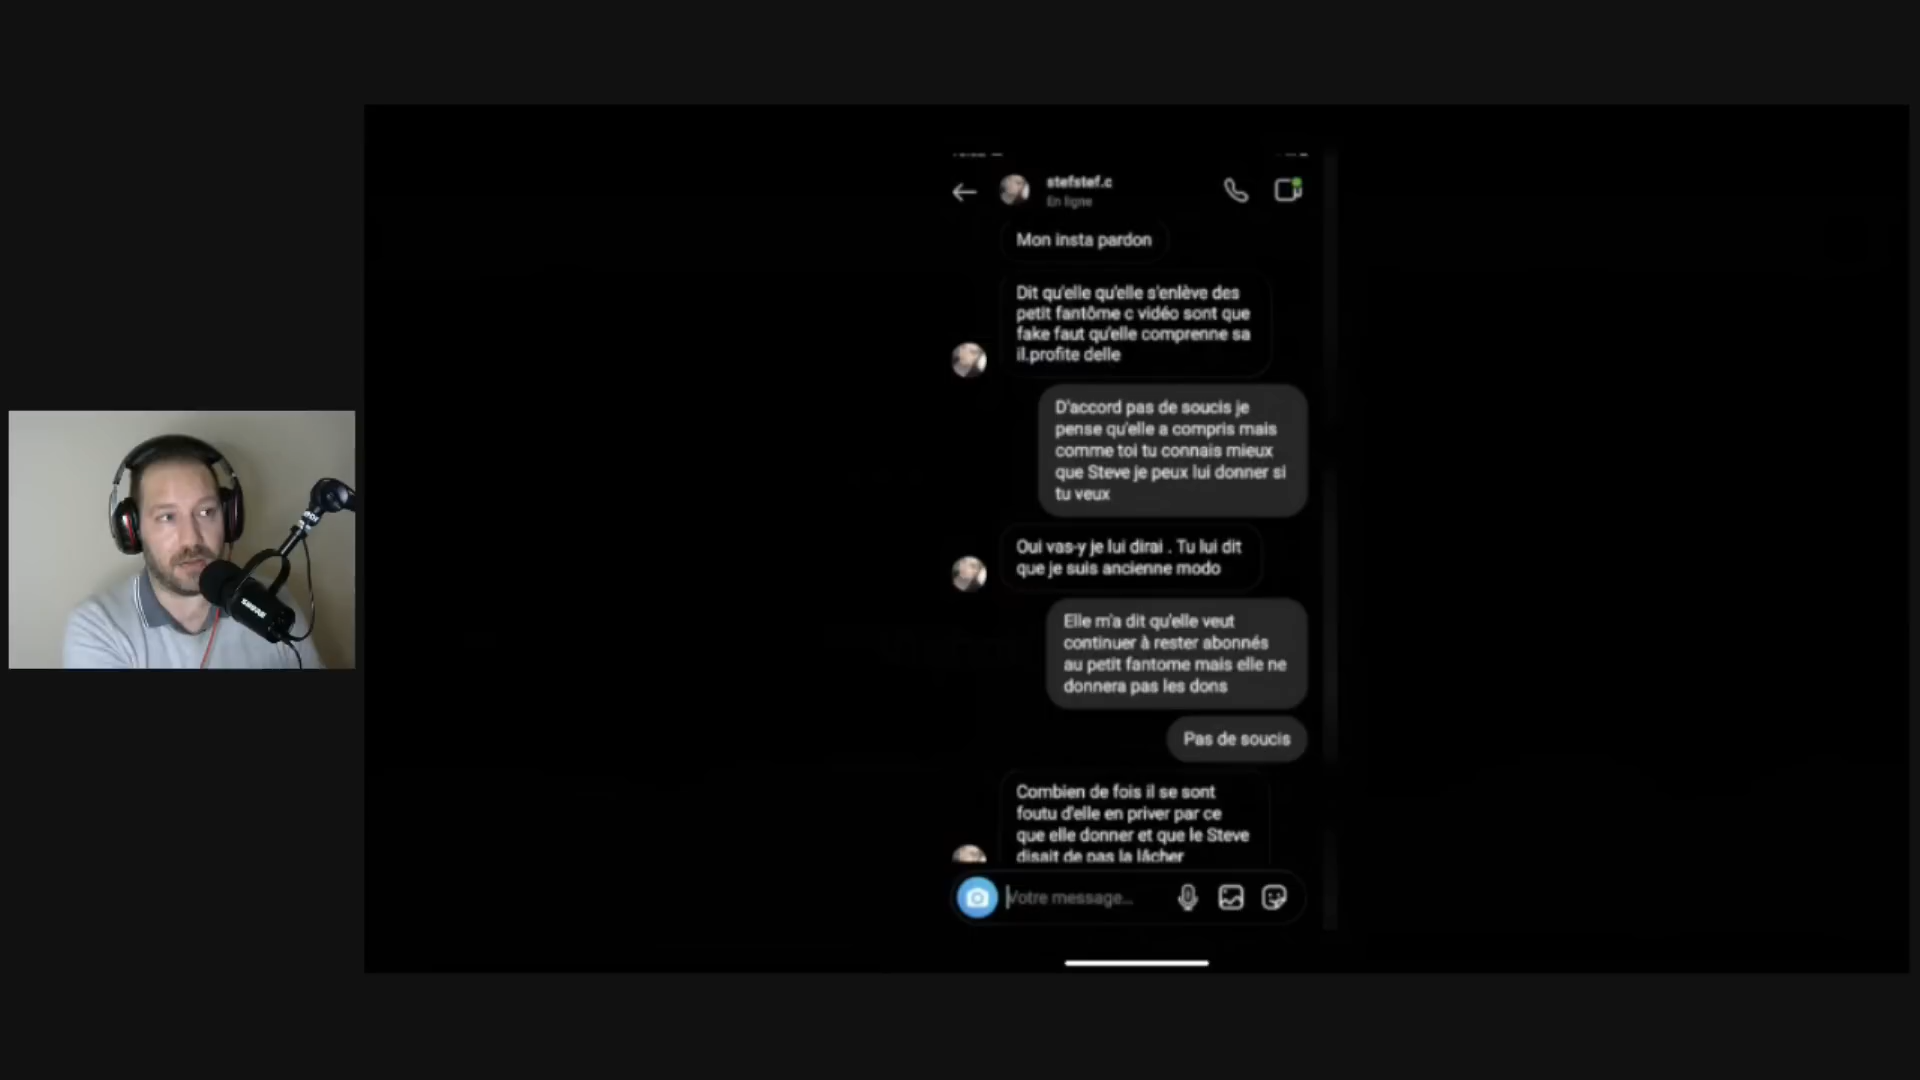 stefstef.c
En ligne
Mon insta pardon
Dit qu'elle qu'elle s'enlève des
petit fantôme c vidéo sont que
fake faut qu'elle comprenne sa
il.profite delle
D'accord pas de soucis je
pense qu'elle a compris mais
comme toi tu connais mieux
que Steve je peux lui donner si
tu veux
Oui vas-y je lui dirai . Tu lui dit
que je suis ancienne modo
Elle m'a dit qu'elle veut
continuer à rester abonnés
au petit fantome mais elle ne
donnera pas les dons
Pas de soucis
Combien de fois il se sont
foutu d'elle en priver par ce
que elle donner et que le Steve
disait de pas la lâcher
Votre message...
SHURE